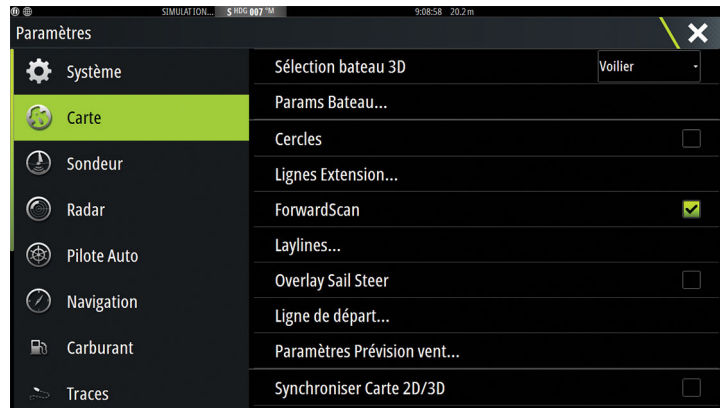 SIMULATION... S HDG 007 °M 9:08:58 20.2 m
Paramètres
Système
Carte
Sondeur
Radar
Pilote Auto
Navigation
Carburant
Traces
Sélection bateau 3D Voilier
Params Bateau...
Cercles
Lignes Extension...
ForwardScan
Laylines...
Overlay Sail Steer
Ligne de départ...
Paramètres Prévision vent...
Synchroniser Carte 2D/3D